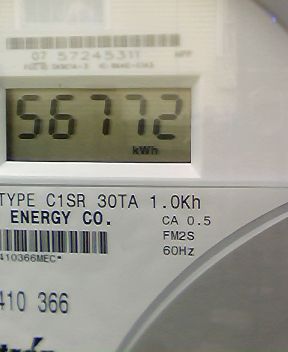 07 57245311
56772
kWh
TYPE C1SR 30TA 1.0Kh
ENERGY CO.
CA 0.5
FM2S
60Hz
410366MEC*
410 366